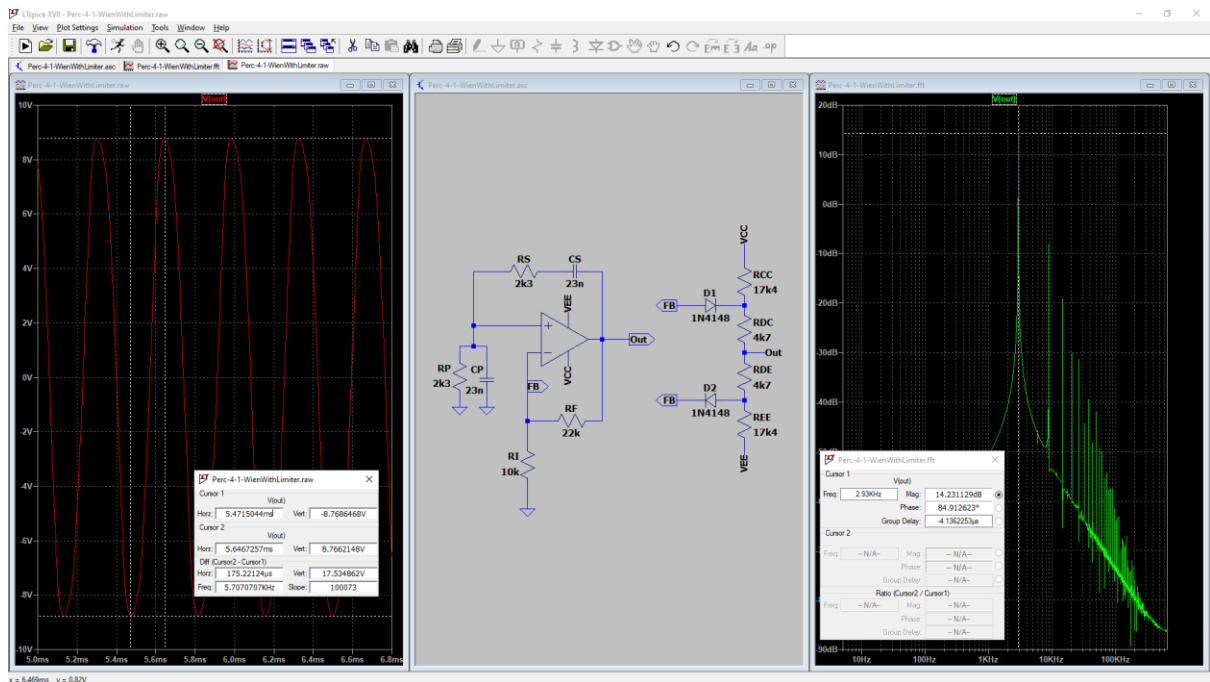 LTspice XVII - Perc-4-1-WienWithLimiter.raw
File View Plot Settings Simulation Tools Window Help
Perc-4-1-WienWithLimiter.asc Perc-4-1-WienWithLimiter.fft Perc-4-1-WienWithLimiter.raw
Perc-4-1-WienWithLimiter.raw
V(out)
10V
8V
6V
4V
2V
0V
-2V
-4V
-6V
-8V
-10V
5.0ms 5.2ms 5.4ms 5.6ms 5.8ms 6.0ms 6.2ms 6.4ms 6.6ms 6.8ms
Perc-4-1-WienWithLimiter.raw
Cursor 1
V(out)
Horz: 5.4715044ms Vert: -8.7686468V
Cursor 2
V(out)
Horz: 5.6467257ms Vert: 8.7662148V
Diff (Cursor2 - Cursor1)
Horz: 175.22124µs Vert: 17.534862V
Freq: 5.7070707KHz Slope: 100073
Perc-4-1-WienWithLimiter.asc
RS
2k3
CS
23n
VEE
+
−
VCC
Out
RP
2k3
CP
23n
FB
RF
22k
RI
10k
VCC
RCC
17k4
FB
D1
1N4148
RDC
4k7
Out
RDE
4k7
FB
D2
1N4148
REE
17k4
VEE
Perc-4-1-WienWithLimiter.fft
V(out)
20dB
10dB
0dB
-10dB
-20dB
-30dB
-40dB
-90dB
10Hz 100Hz 1KHz 10KHz 100KHz
Perc-4-1-WienWithLimiter.fft
Cursor 1
V(out)
Freq: 2.93KHz Mag: 14.231129dB
Phase: 84.912623°
Group Delay: -4.1362253µs
Cursor 2
Freq: -- N/A-- Mag: -- N/A--
Phase: -- N/A--
Group Delay: -- N/A--
Ratio (Cursor2 / Cursor1)
Freq: -- N/A-- Mag: -- N/A--
Phase: -- N/A--
Group Delay: -- N/A--
x = 6.469ms y = 0.82V